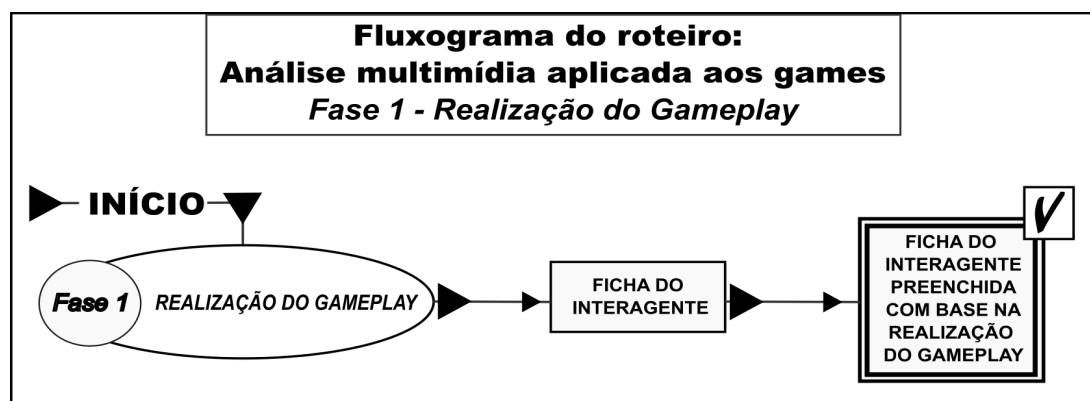 Fluxograma do roteiro:
Análise multimídia aplicada aos games
Fase 1 - Realização do Gameplay
INÍCIO
Fase 1
REALIZAÇÃO DO GAMEPLAY
FICHA DO
INTERAGENTE
FICHA DO
INTERAGENTE
PREENCHIDA
COM BASE NA
REALIZAÇÃO
DO GAMEPLAY